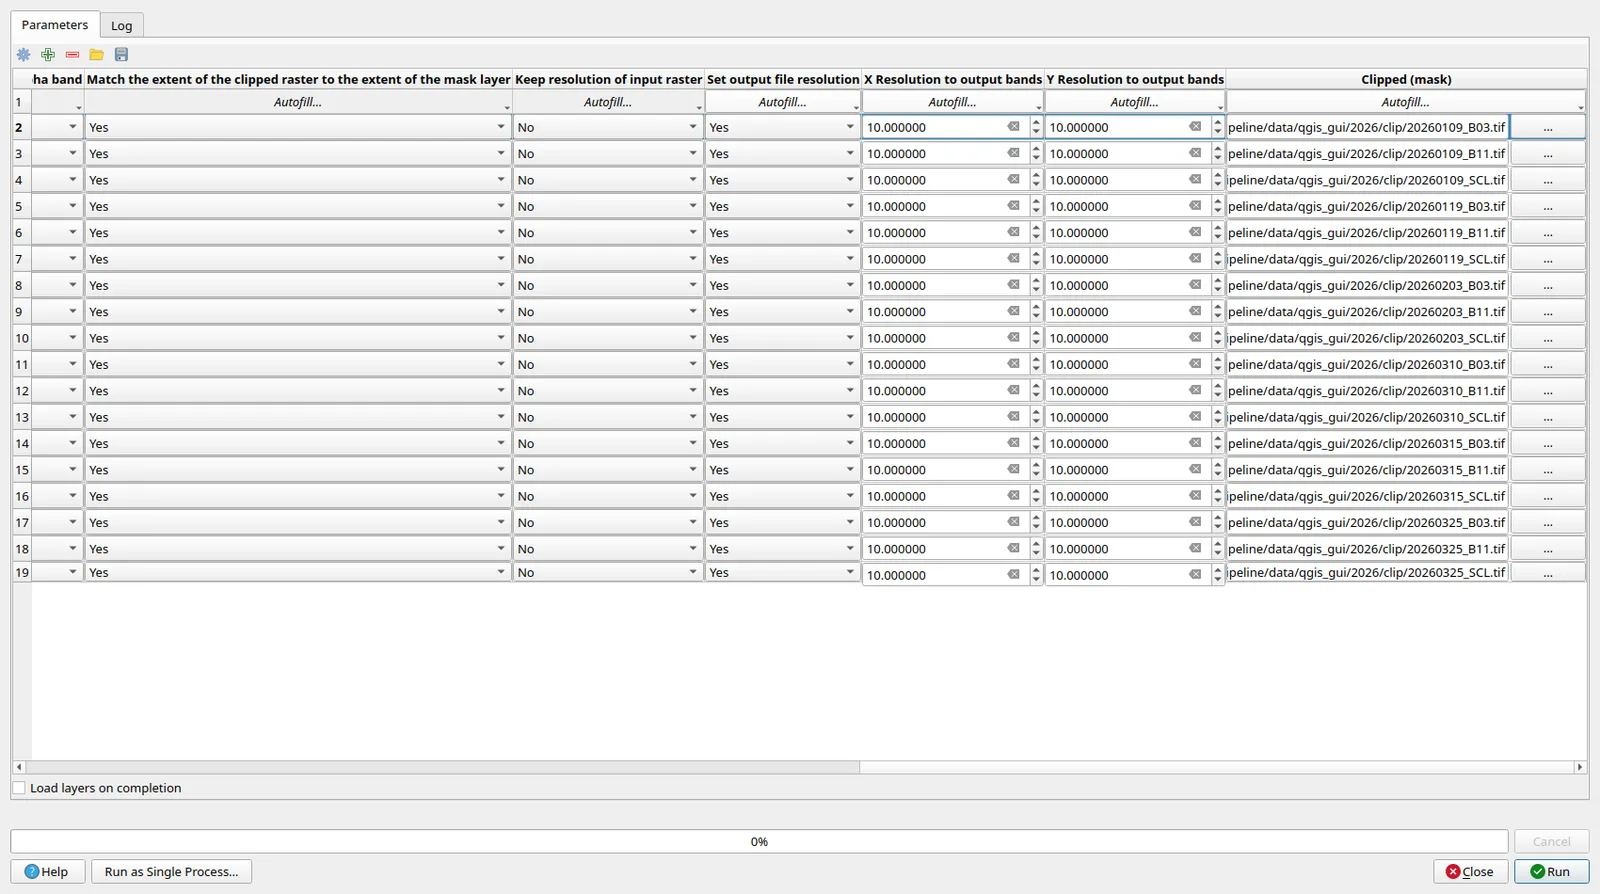 Parameters Log
ha band Match the extent of the clipped raster to the extent of the mask layer Keep resolution of input raster Set output file resolution X Resolution to output bands Y Resolution to output bands Clipped (mask)
1 Autofill... Autofill... Autofill... Autofill... Autofill... Autofill...
2 Yes No Yes 10.000000 10.000000 peline/data/qgis_gui/2026/clip/20260109_B03.tif ...
3 Yes No Yes 10.000000 10.000000 peline/data/qgis_gui/2026/clip/20260109_B11.tif ...
4 Yes No Yes 10.000000 10.000000 ipeline/data/qgis_gui/2026/clip/20260109_SCL.tif ...
5 Yes No Yes 10.000000 10.000000 peline/data/qgis_gui/2026/clip/20260119_B03.tif ...
6 Yes No Yes 10.000000 10.000000 peline/data/qgis_gui/2026/clip/20260119_B11.tif ...
7 Yes No Yes 10.000000 10.000000 ipeline/data/qgis_gui/2026/clip/20260119_SCL.tif ...
8 Yes No Yes 10.000000 10.000000 peline/data/qgis_gui/2026/clip/20260203_B03.tif ...
9 Yes No Yes 10.000000 10.000000 peline/data/qgis_gui/2026/clip/20260203_B11.tif ...
10 Yes No Yes 10.000000 10.000000 ipeline/data/qgis_gui/2026/clip/20260203_SCL.tif ...
11 Yes No Yes 10.000000 10.000000 peline/data/qgis_gui/2026/clip/20260310_B03.tif ...
12 Yes No Yes 10.000000 10.000000 peline/data/qgis_gui/2026/clip/20260310_B11.tif ...
13 Yes No Yes 10.000000 10.000000 ipeline/data/qgis_gui/2026/clip/20260310_SCL.tif ...
14 Yes No Yes 10.000000 10.000000 peline/data/qgis_gui/2026/clip/20260315_B03.tif ...
15 Yes No Yes 10.000000 10.000000 peline/data/qgis_gui/2026/clip/20260315_B11.tif ...
16 Yes No Yes 10.000000 10.000000 ipeline/data/qgis_gui/2026/clip/20260315_SCL.tif ...
17 Yes No Yes 10.000000 10.000000 peline/data/qgis_gui/2026/clip/20260325_B03.tif ...
18 Yes No Yes 10.000000 10.000000 peline/data/qgis_gui/2026/clip/20260325_B11.tif ...
19 Yes No Yes 10.000000 10.000000 ipeline/data/qgis_gui/2026/clip/20260325_SCL.tif ...
Load layers on completion
0% Cancel
Help Run as Single Process... Close Run